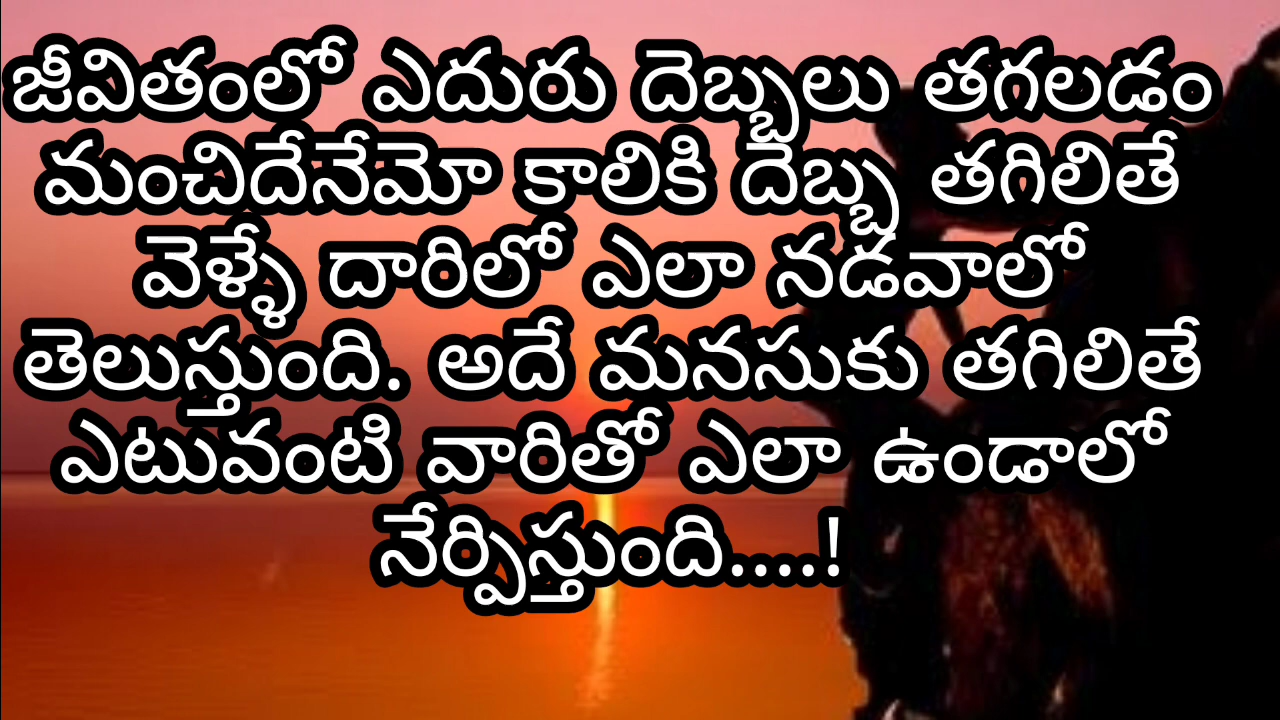 జీవితంలో ఎదురు దెబ్బలు తగలడం
మంచిదేనేమో కాలికి దెబ్బ తగిలితే
వెళ్ళే దారిలో ఎలా నడవాలో
తెలుస్తుంది. అదే మనసుకు తగిలితే
ఎటువంటి వారితో ఎలా ఉండాలో
నేర్పిస్తుంది....!